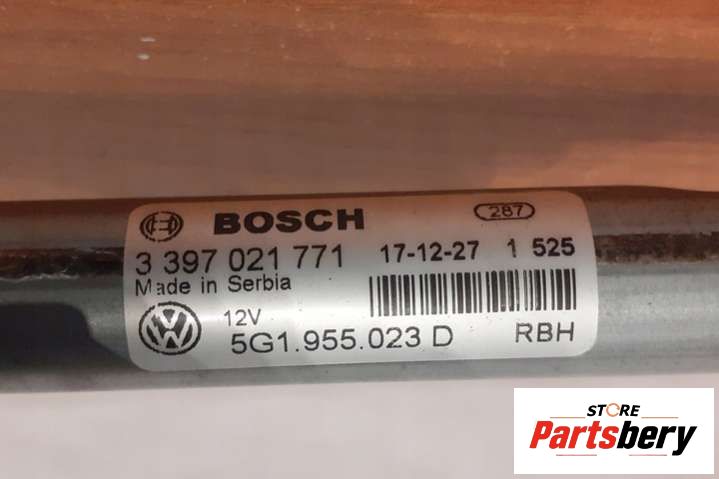 BOSCH 287
3 397 021 771 17-12-27 1 525
Made in Serbia
12V
5G1.955.023 D RBH
STORE
Partsbery